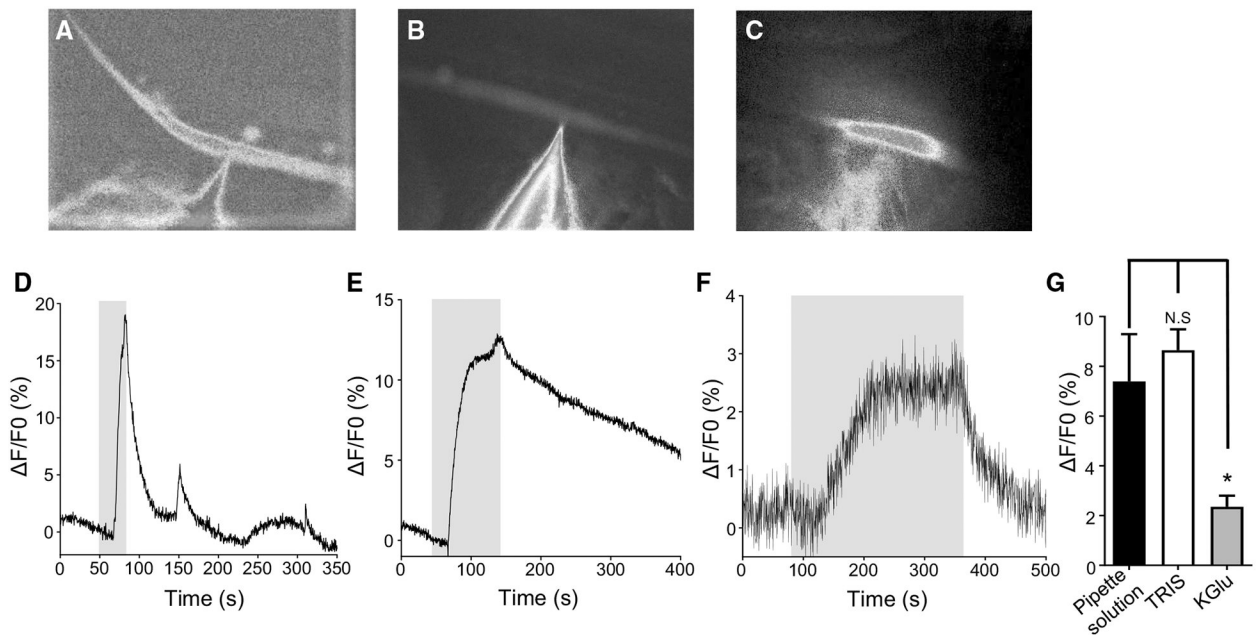 A
B
C
D
ΔF/F0 (%)
20
15
10
5
0
0 50 100 150 200 250 300 350
Time (s)
E
ΔF/F0 (%)
15
10
5
0
0 100 200 300 400
Time (s)
F
ΔF/F0 (%)
4
3
2
1
0
0 100 200 300 400 500
Time (s)
G
ΔF/F0 (%)
10
8
6
4
2
0
N.S
*
Pipette
solution
TRIS
KGlu